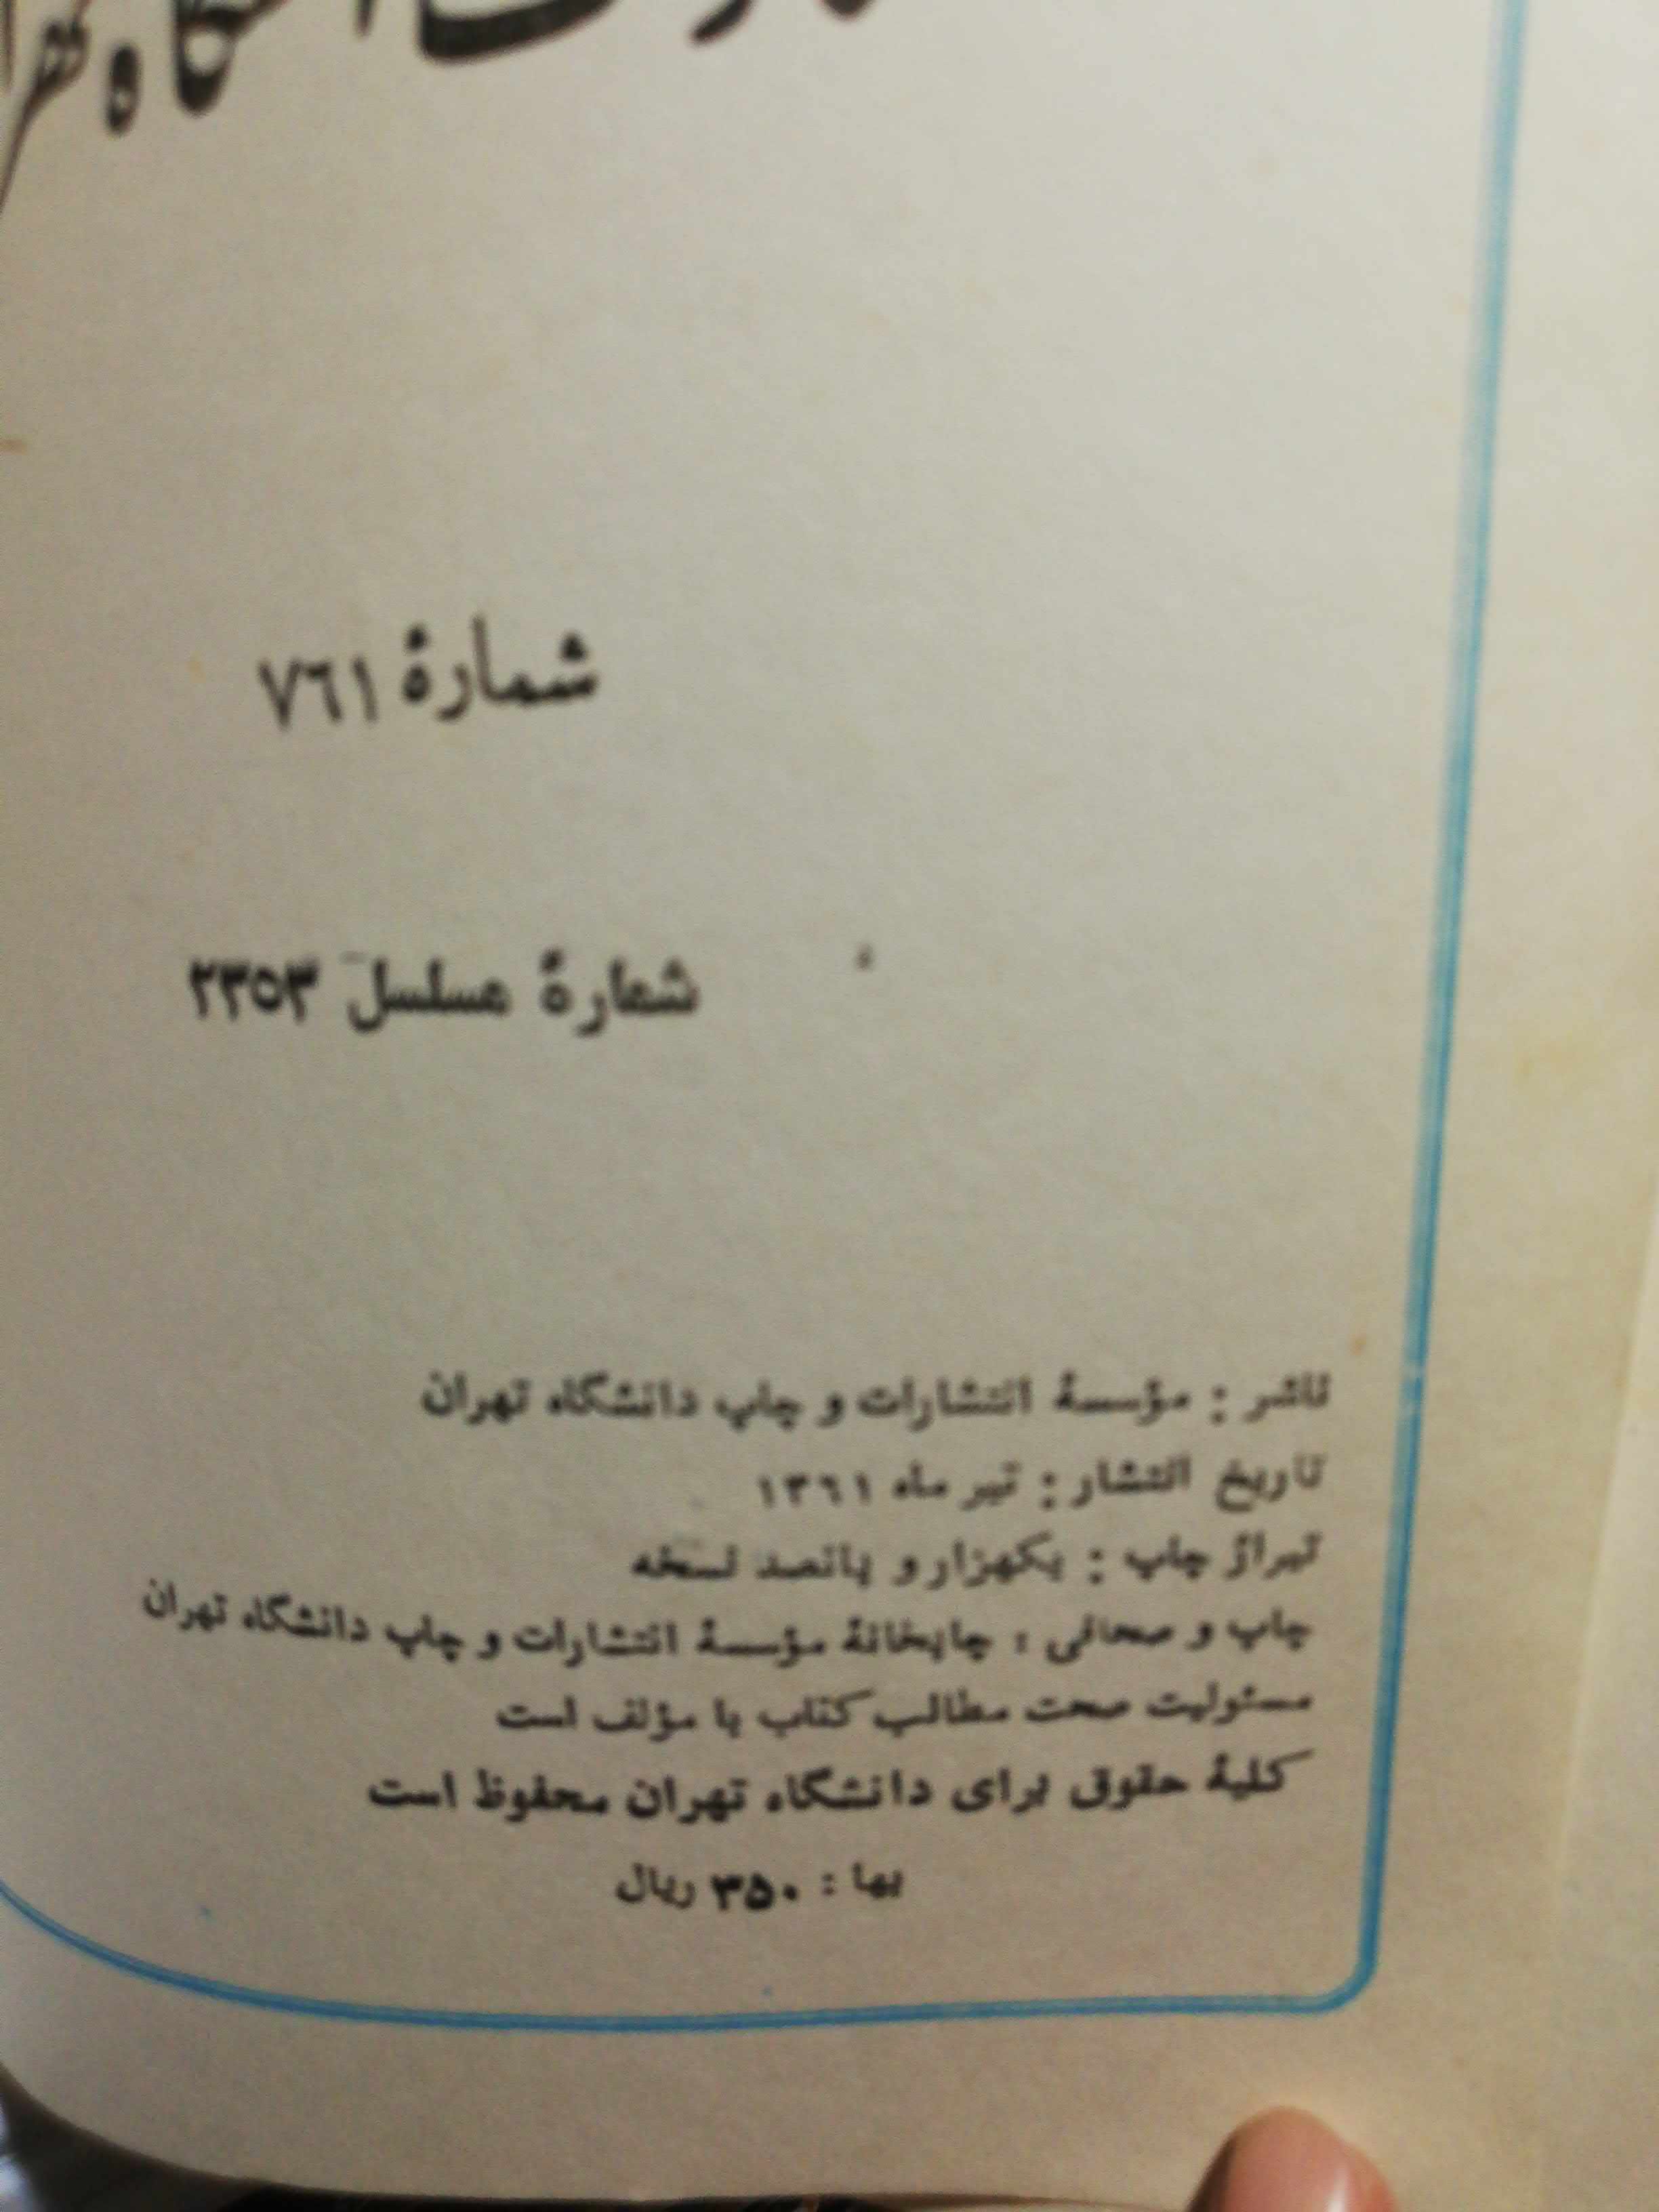 شمارهٔ ۷۶۱
شمارهٔ مسلسل ۲۳۵۳
ناشر : مؤسسهٔ انتشارات و چاپ دانشگاه تهران
تاریخ انتشار : تیر ماه ۱۳۶۱
تیراژ چاپ : یکهزار و پانصد نسخه
چاپ و صحافی : چاپخانهٔ مؤسسهٔ انتشارات و چاپ دانشگاه تهران
مسئولیت صحت مطالب کتاب با مؤلف است
کلیهٔ حقوق برای دانشگاه تهران محفوظ است
بها : ۳۵۰ ریال